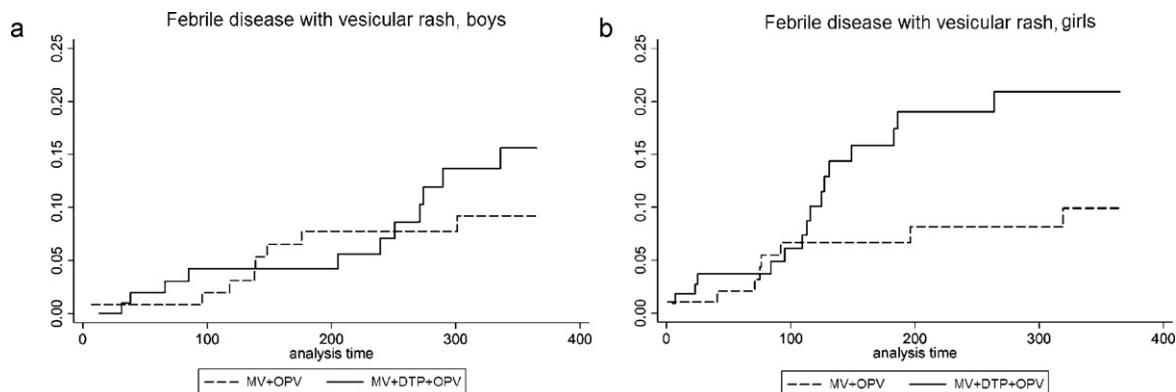 a
Febrile disease with vesicular rash, boys
0.25
0.20
0.15
0.10
0.05
0.00
0 100 200 300 400
analysis time
MV+OPV MV+DTP+OPV
b
Febrile disease with vesicular rash, girls
0.25
0.20
0.15
0.10
0.05
0.00
0 100 200 300 400
analysis time
MV+OPV MV+DTP+OPV